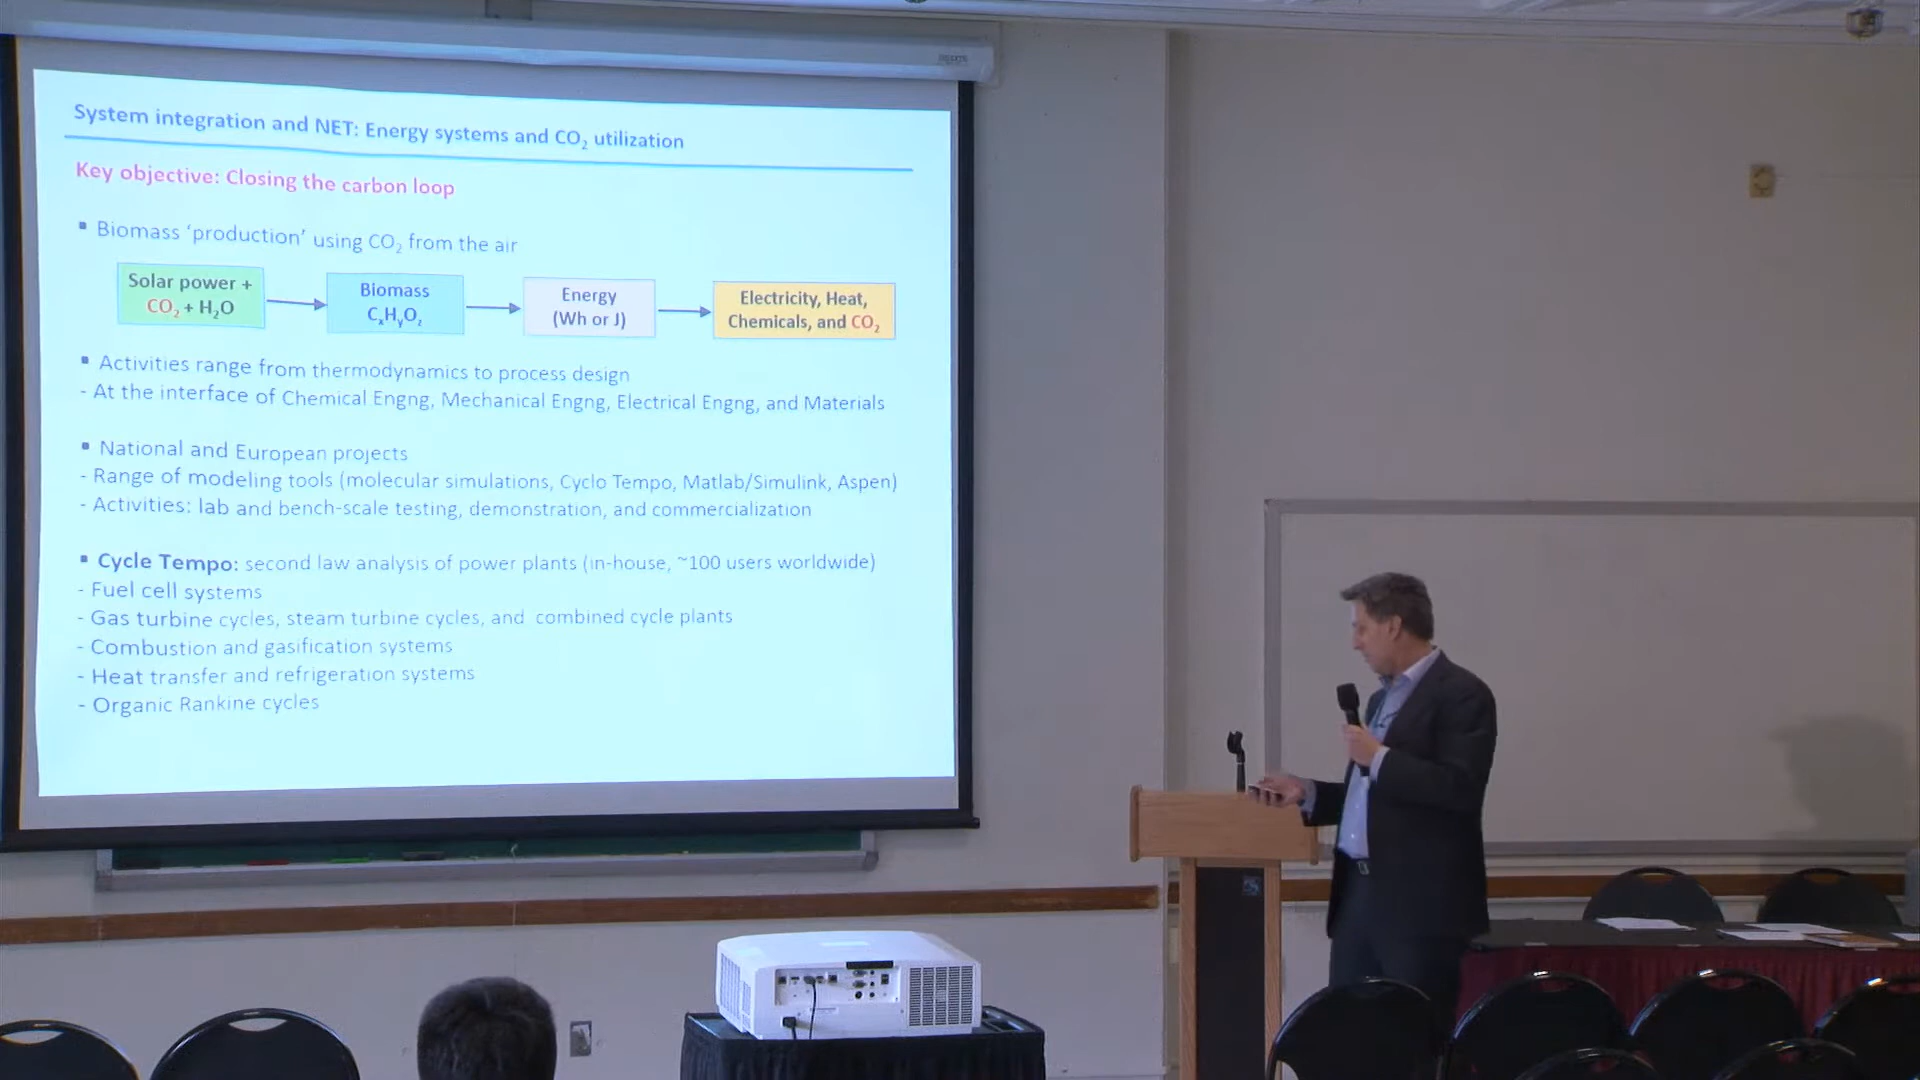 System integration and NET: Energy systems and CO₂ utilization
Key objective: Closing the carbon loop
▪ Biomass ‘production’ using CO₂ from the air
Solar power +
CO₂ + H₂O
Biomass
CₓHᵧO_z
Energy
(Wh or J)
Electricity, Heat,
Chemicals, and CO₂
▪ Activities range from thermodynamics to process design
- At the interface of Chemical Engng, Mechanical Engng, Electrical Engng, and Materials
▪ National and European projects
- Range of modeling tools (molecular simulations, Cyclo Tempo, Matlab/Simulink, Aspen)
- Activities: lab and bench-scale testing, demonstration, and commercialization
▪ Cycle Tempo: second law analysis of power plants (in-house, ~100 users worldwide)
- Fuel cell systems
- Gas turbine cycles, steam turbine cycles, and combined cycle plants
- Combustion and gasification systems
- Heat transfer and refrigeration systems
- Organic Rankine cycles